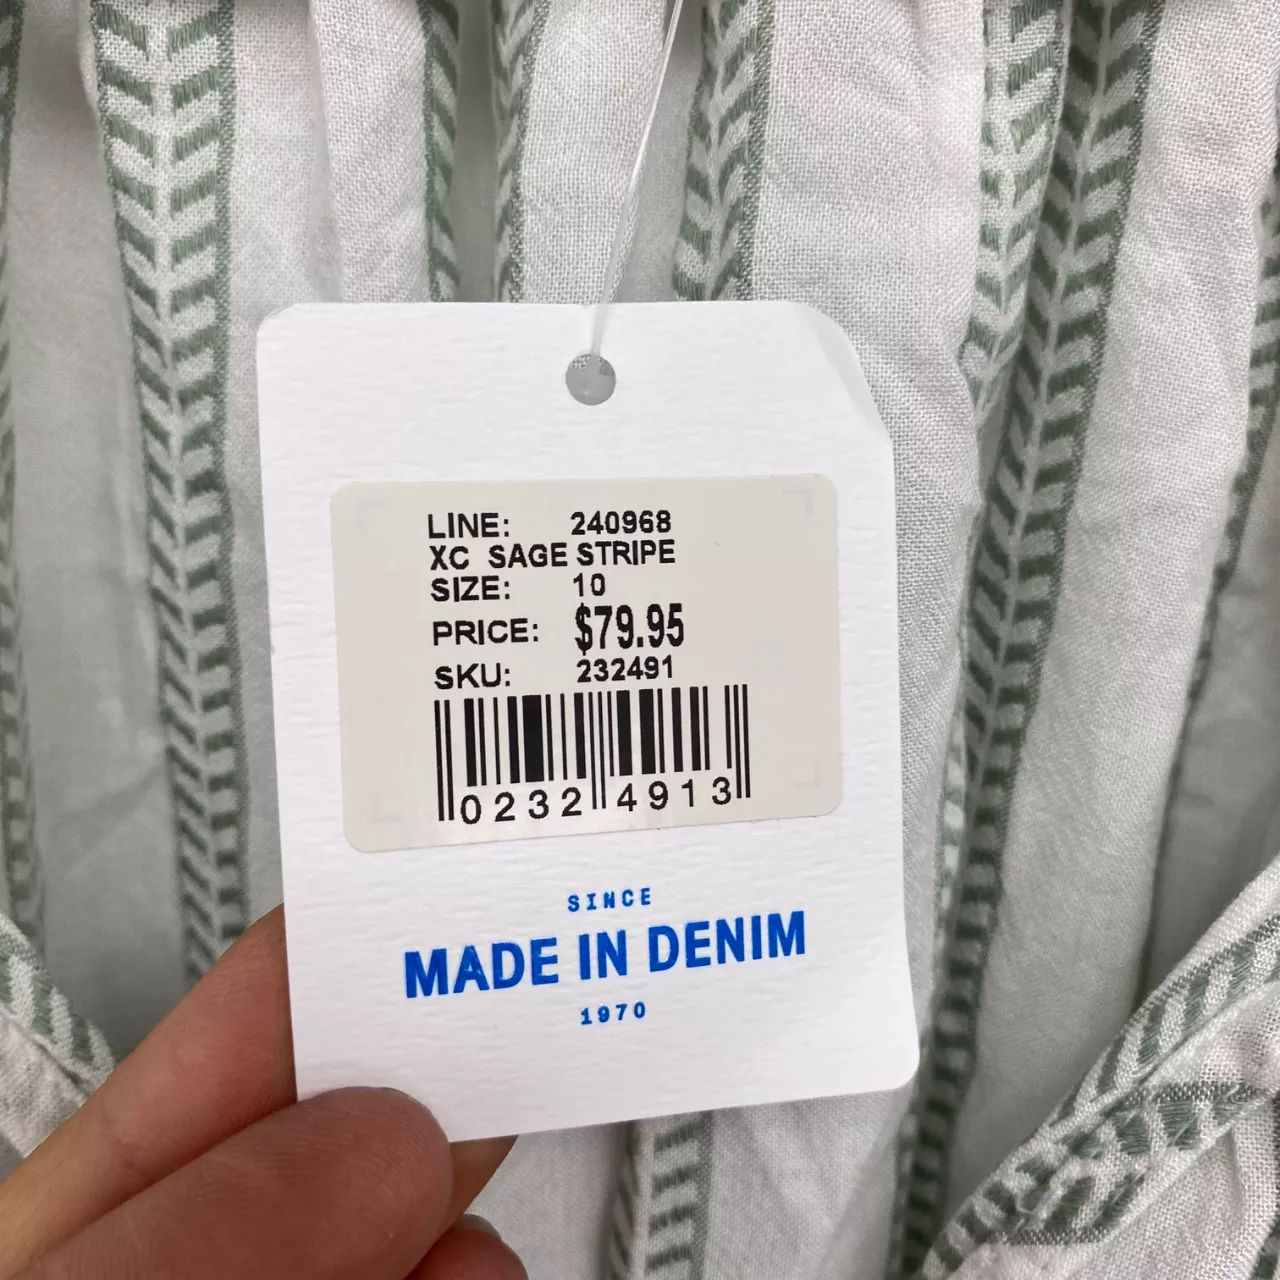 LINE: 240968
XC SAGE STRIPE
SIZE: 10
PRICE: $79.95
SKU: 232491
0232 4913
SINCE
MADE IN DENIM
1970